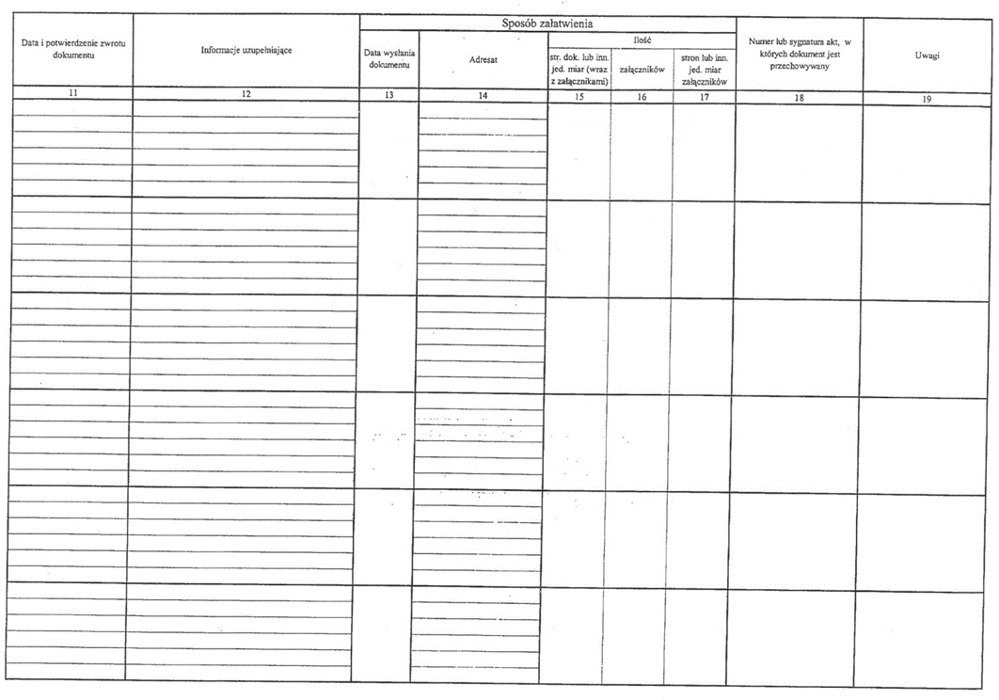 Sposób załatwienia
Data i potwierdzenie zwrotu
dokumentu
Informacje uzupełniające
Data wysłania
dokumentu
Adresat
Ilość
str. dok. lub inn.
jed. miar (wraz
z załącznikami)
załączników
stron lub inn.
jed. miar
załączników
Numer lub sygnatura akt, w
których dokument jest
przechowywany
Uwagi
11 12 13 14 15 16 17 18 19